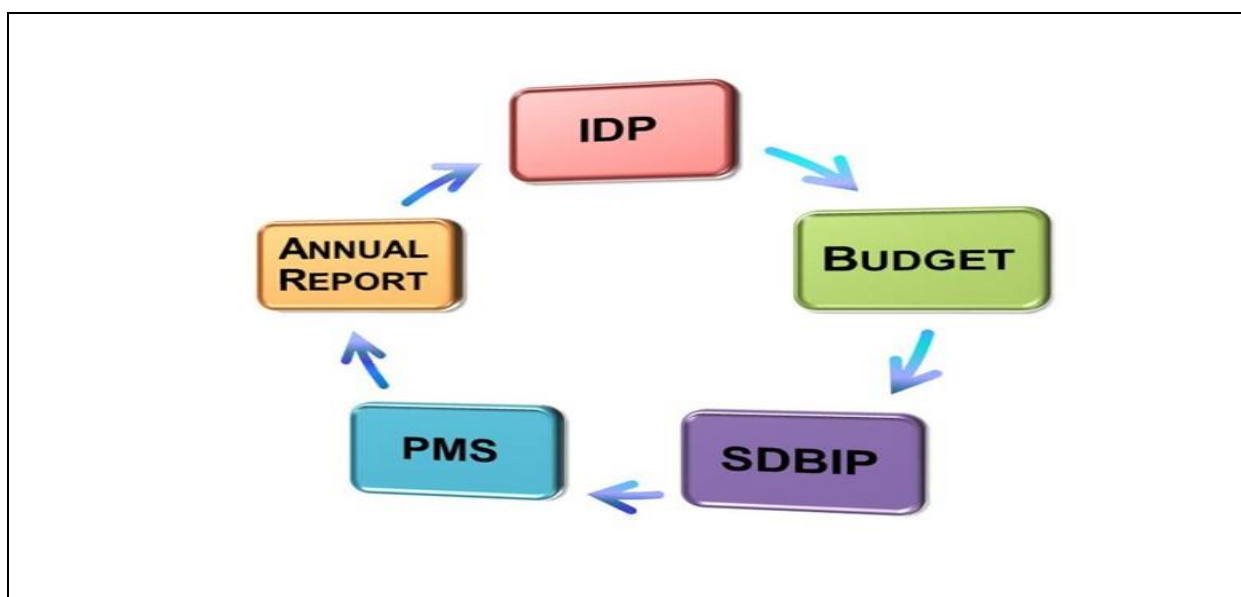 IDP
BUDGET
SDBIP
PMS
ANNUAL
REPORT